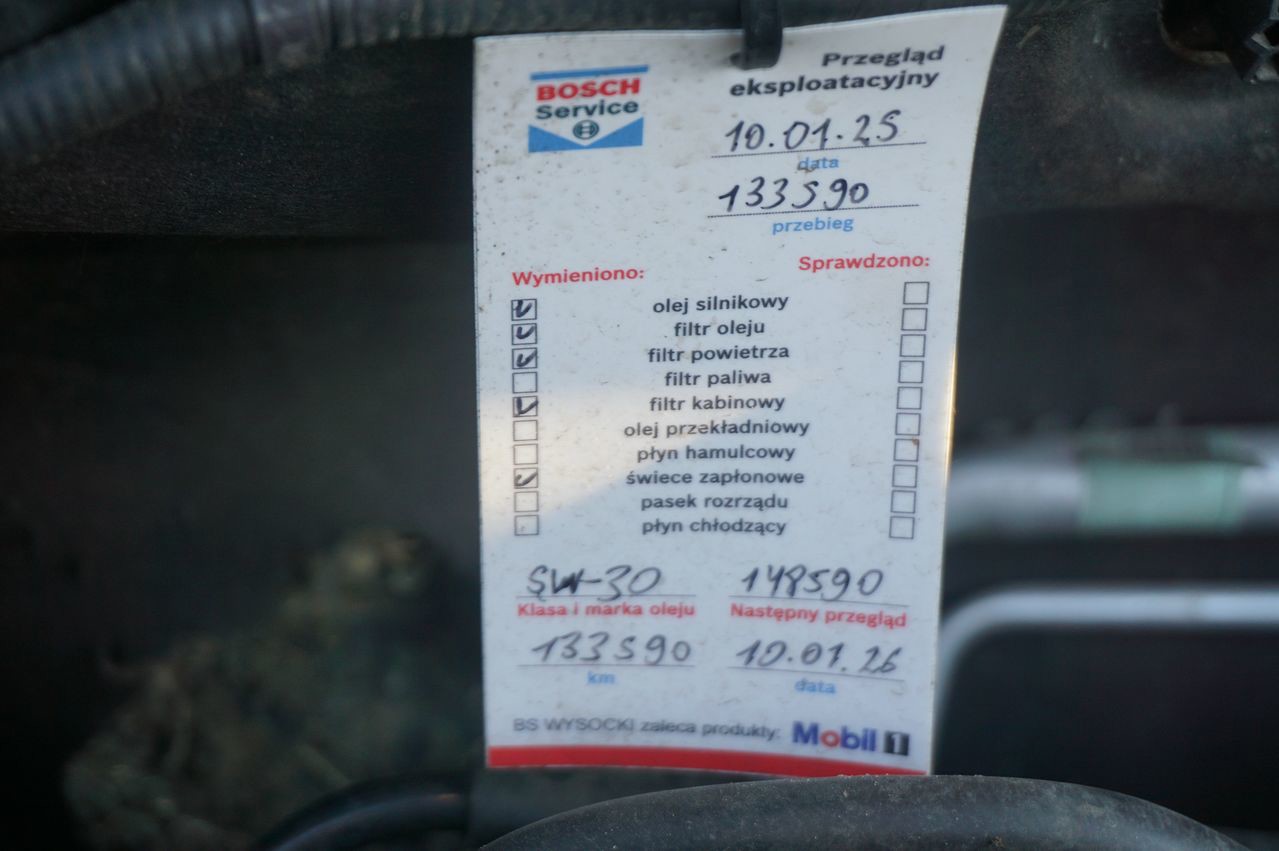 BOSCH
Service
Przegląd
eksploatacyjny
10.01.25
data
133590
przebieg
Wymieniono:
Sprawdzono:
olej silnikowy
filtr oleju
filtr powietrza
filtr paliwa
filtr kabinowy
olej przekładniowy
płyn hamulcowy
świece zapłonowe
pasek rozrządu
płyn chłodzący
5W-30
148590
Klasa i marka oleju
Następny przegląd
133590
10.01.26
km
data
BS WYSOCKI zaleca produkty: Mobil 1